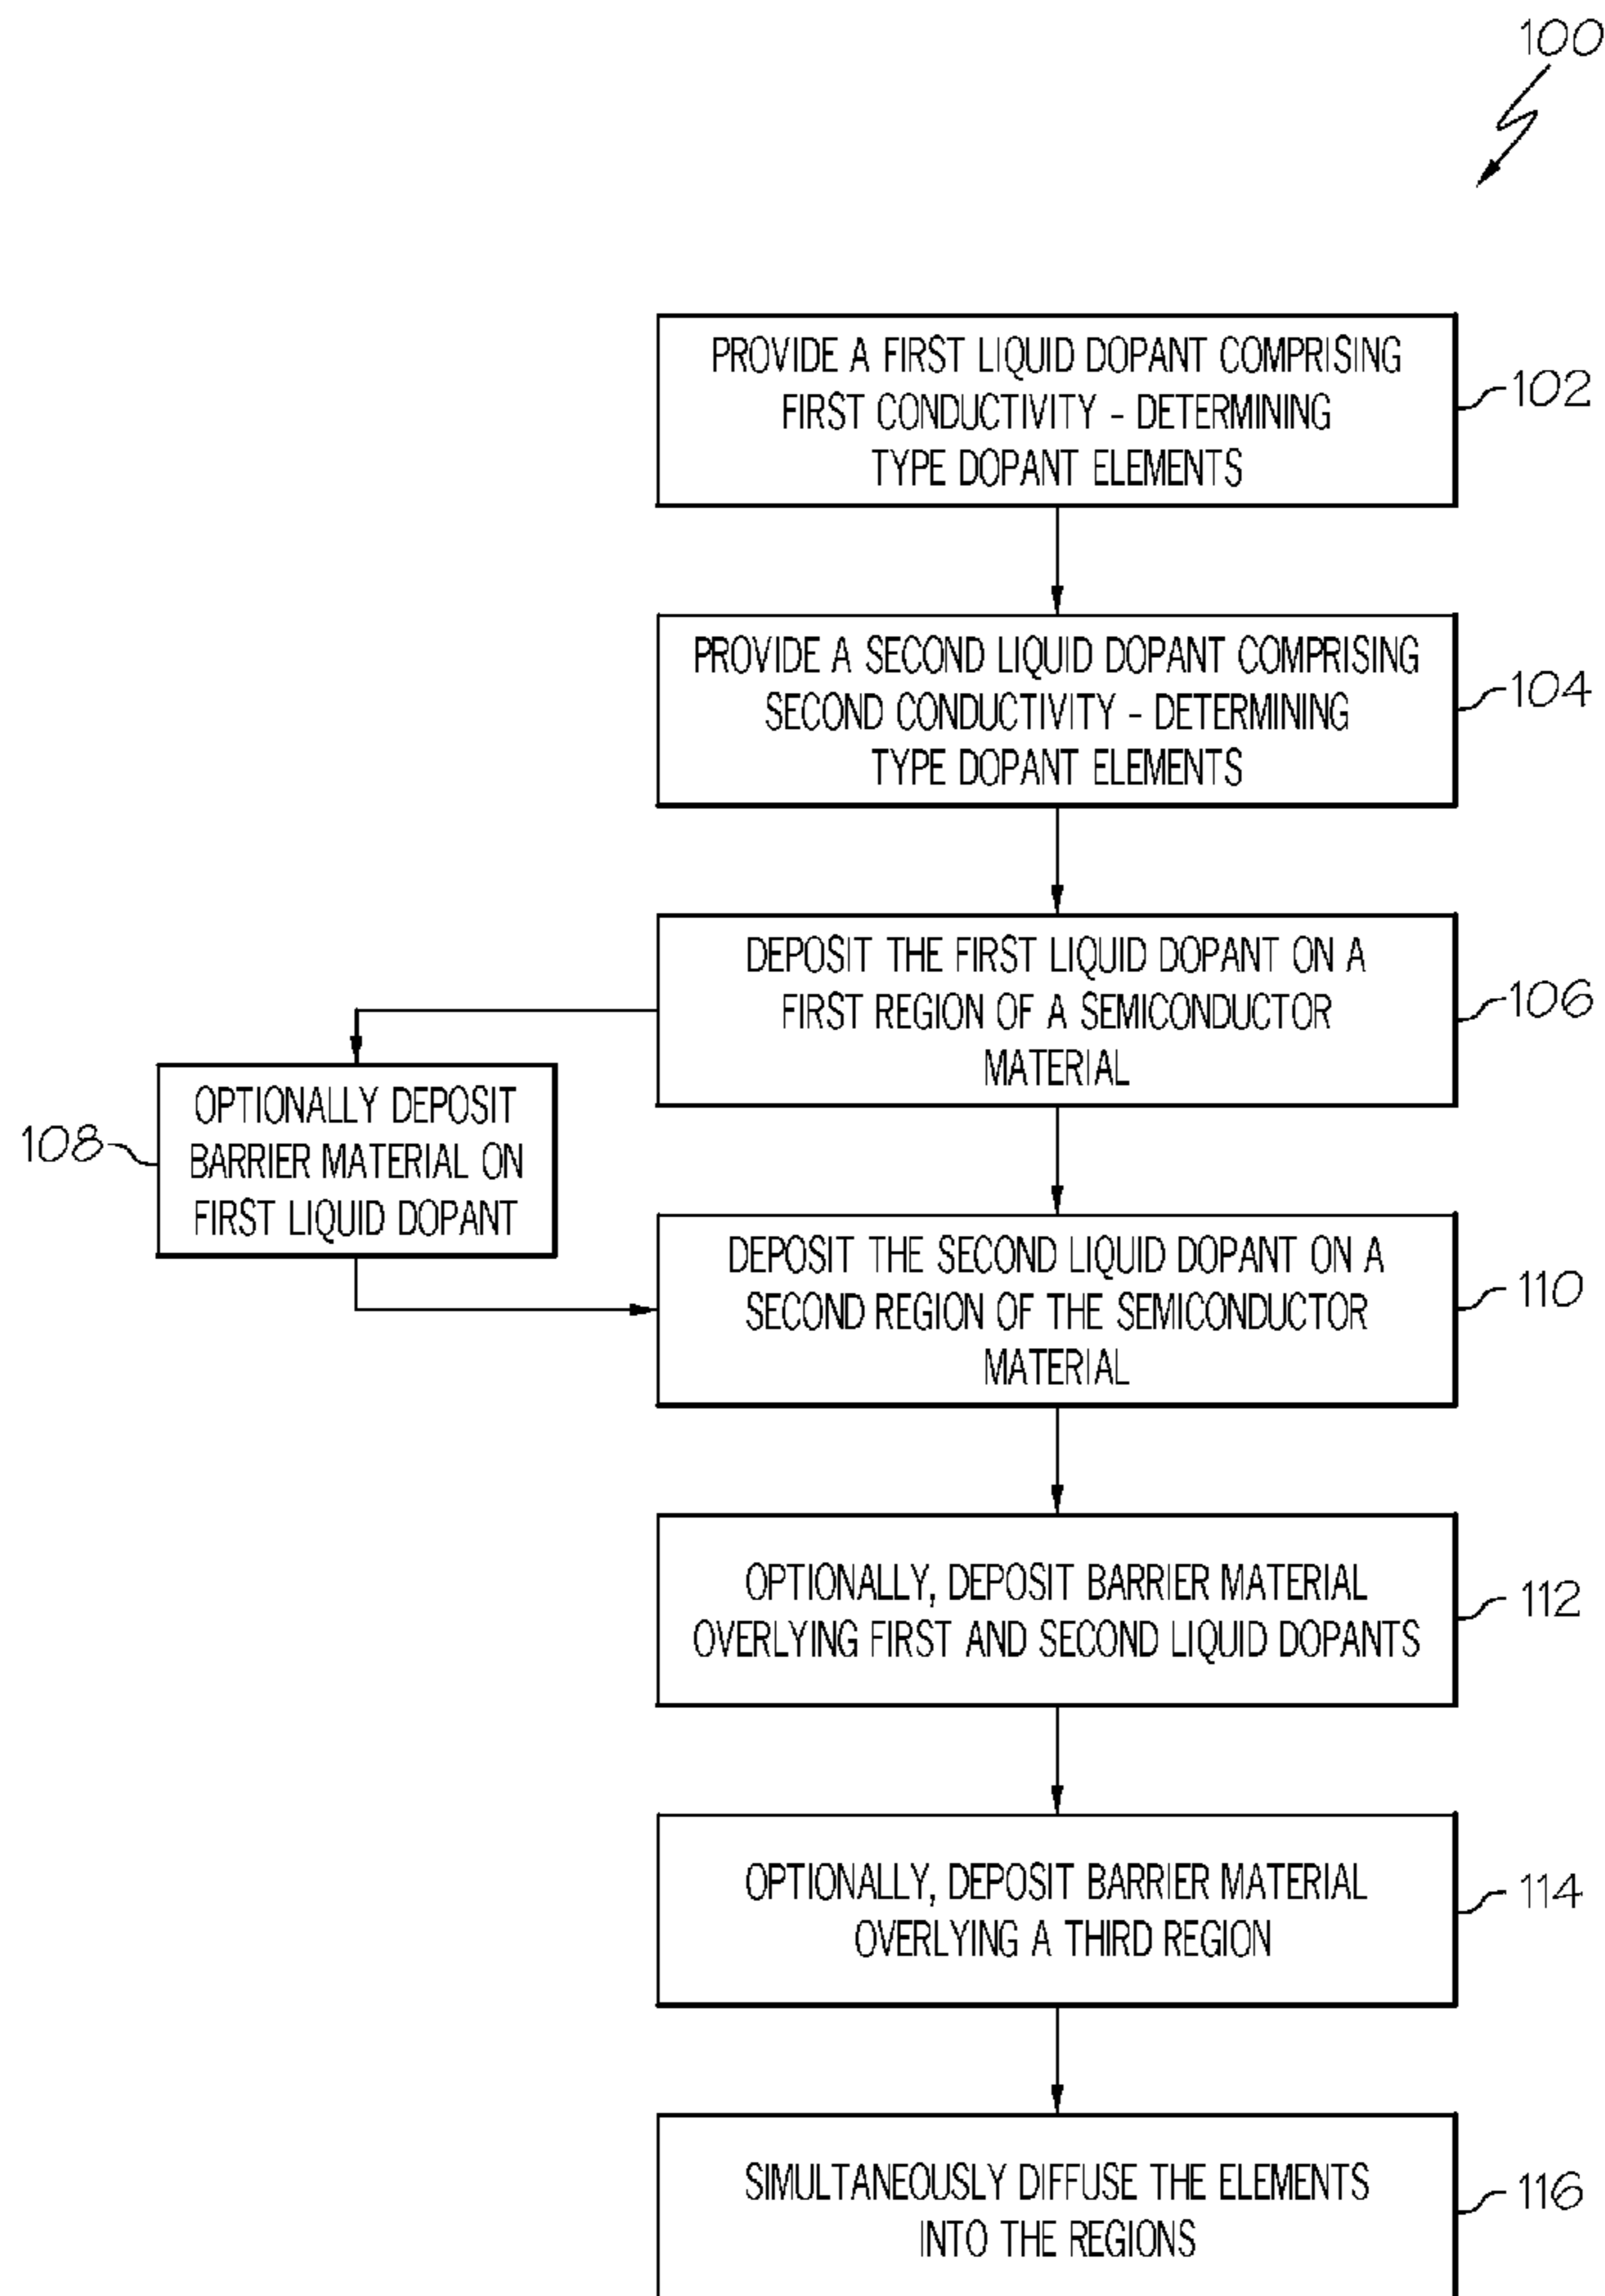 100
PROVIDE A FIRST LIQUID DOPANT COMPRISING
FIRST CONDUCTIVITY – DETERMINING
TYPE DOPANT ELEMENTS
102
PROVIDE A SECOND LIQUID DOPANT COMPRISING
SECOND CONDUCTIVITY – DETERMINING
TYPE DOPANT ELEMENTS
104
DEPOSIT THE FIRST LIQUID DOPANT ON A
FIRST REGION OF A SEMICONDUCTOR
MATERIAL
106
OPTIONALLY DEPOSIT
BARRIER MATERIAL ON
FIRST LIQUID DOPANT
108
DEPOSIT THE SECOND LIQUID DOPANT ON A
SECOND REGION OF THE SEMICONDUCTOR
MATERIAL
110
OPTIONALLY, DEPOSIT BARRIER MATERIAL
OVERLYING FIRST AND SECOND LIQUID DOPANTS
112
OPTIONALLY, DEPOSIT BARRIER MATERIAL
OVERLYING A THIRD REGION
114
SIMULTANEOUSLY DIFFUSE THE ELEMENTS
INTO THE REGIONS
116